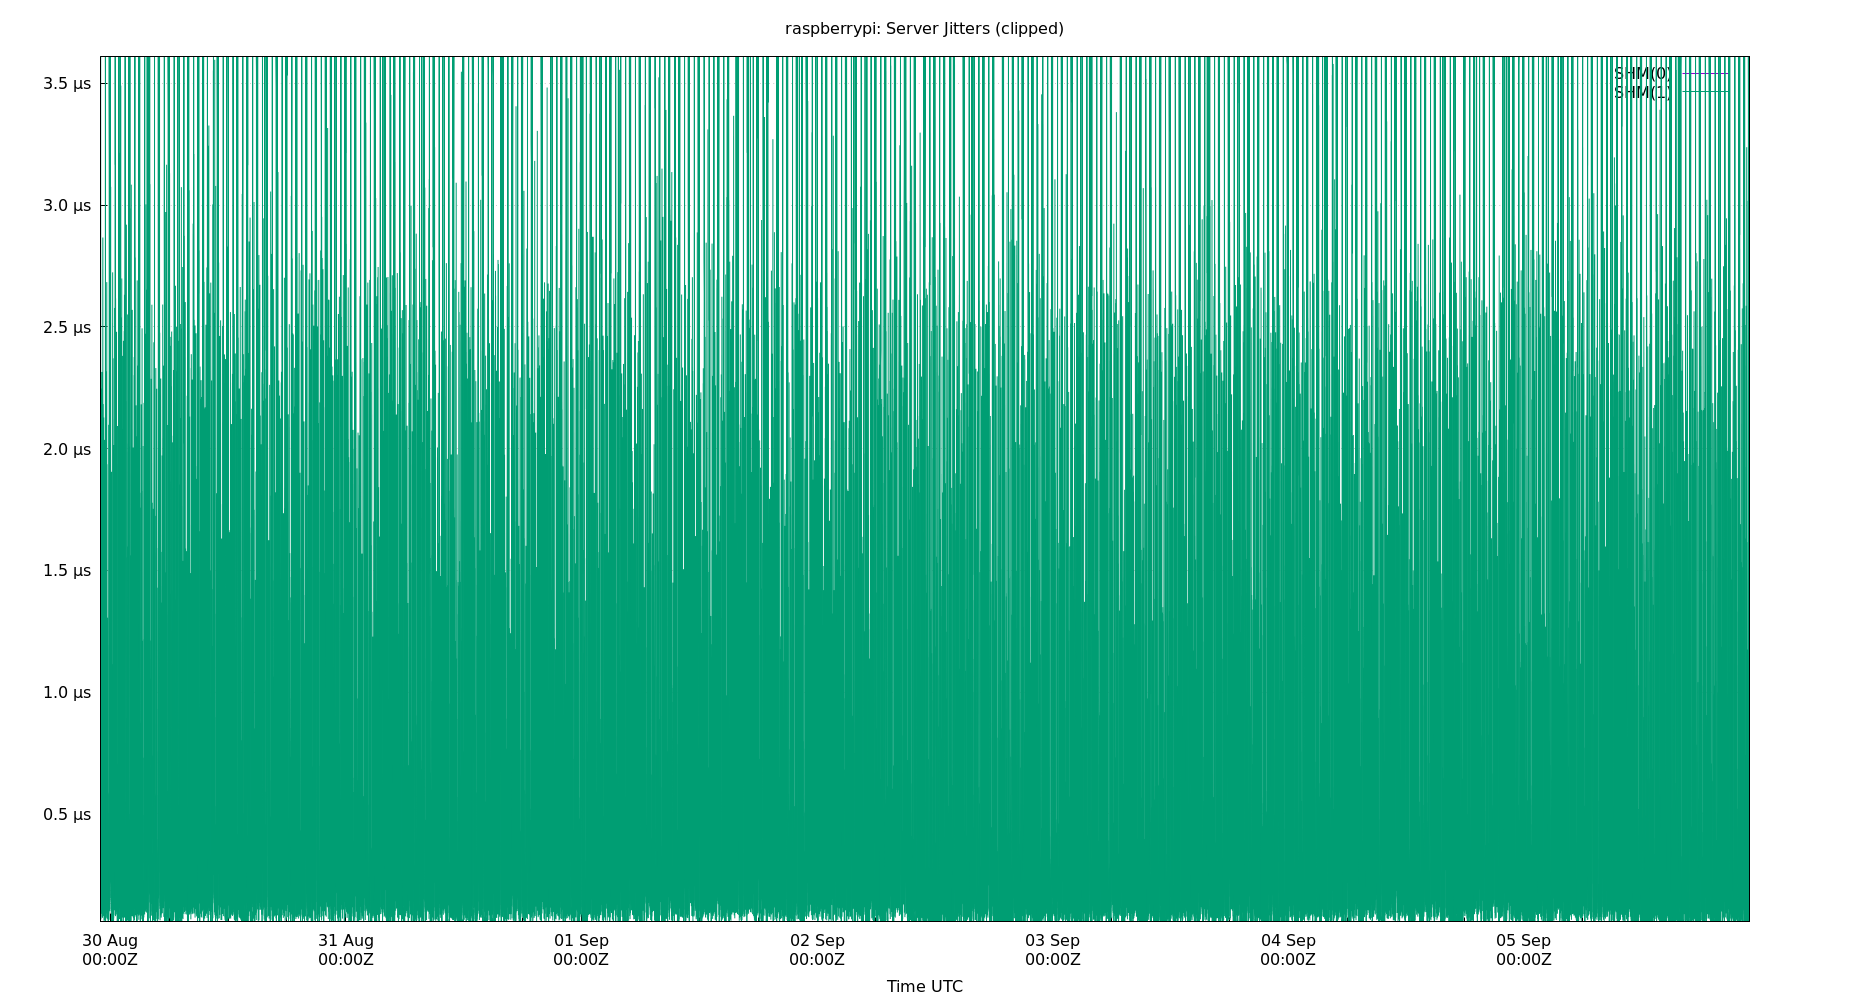 raspberrypi: Server Jitters (clipped)
3.5 µs
3.0 µs
2.5 µs
2.0 µs
1.5 µs
1.0 µs
0.5 µs
SHM(0)
SHM(1)
30 Aug
00:00Z
31 Aug
00:00Z
01 Sep
00:00Z
02 Sep
00:00Z
03 Sep
00:00Z
04 Sep
00:00Z
05 Sep
00:00Z
Time UTC